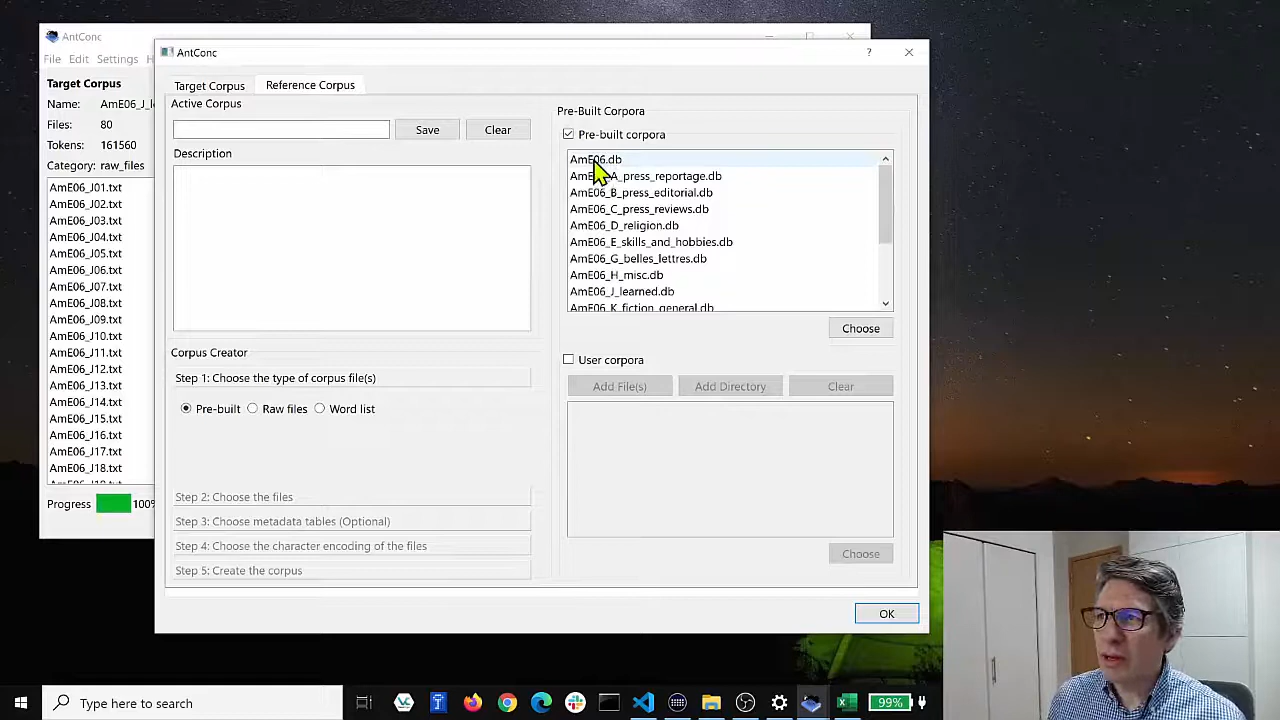 AntConc
File Edit Settings H
Target Corpus
Name: AmE06_J_l
Files: 80
Tokens: 161560
Category: raw_files
AmE06_J01.txt
AmE06_J02.txt
AmE06_J03.txt
AmE06_J04.txt
AmE06_J05.txt
AmE06_J06.txt
AmE06_J07.txt
AmE06_J08.txt
AmE06_J09.txt
AmE06_J10.txt
AmE06_J11.txt
AmE06_J12.txt
AmE06_J13.txt
AmE06_J14.txt
AmE06_J15.txt
AmE06_J16.txt
AmE06_J17.txt
AmE06_J18.txt
Progress 100%
AntConc
Target Corpus Reference Corpus
Active Corpus
Save Clear
Description
Corpus Creator
Step 1: Choose the type of corpus file(s)
Pre-built Raw files Word list
Step 2: Choose the files
Step 3: Choose metadata tables (Optional)
Step 4: Choose the character encoding of the files
Step 5: Create the corpus
Pre-Built Corpora
Pre-built corpora
AmE06.db
AmE A_press_reportage.db
AmE06_B_press_editorial.db
AmE06_C_press_reviews.db
AmE06_D_religion.db
AmE06_E_skills_and_hobbies.db
AmE06_G_belles_lettres.db
AmE06_H_misc.db
AmE06_J_learned.db
AmE06_K_fiction_general.db
Choose
User corpora
Add File(s) Add Directory Clear
Choose
OK
Type here to search
99%